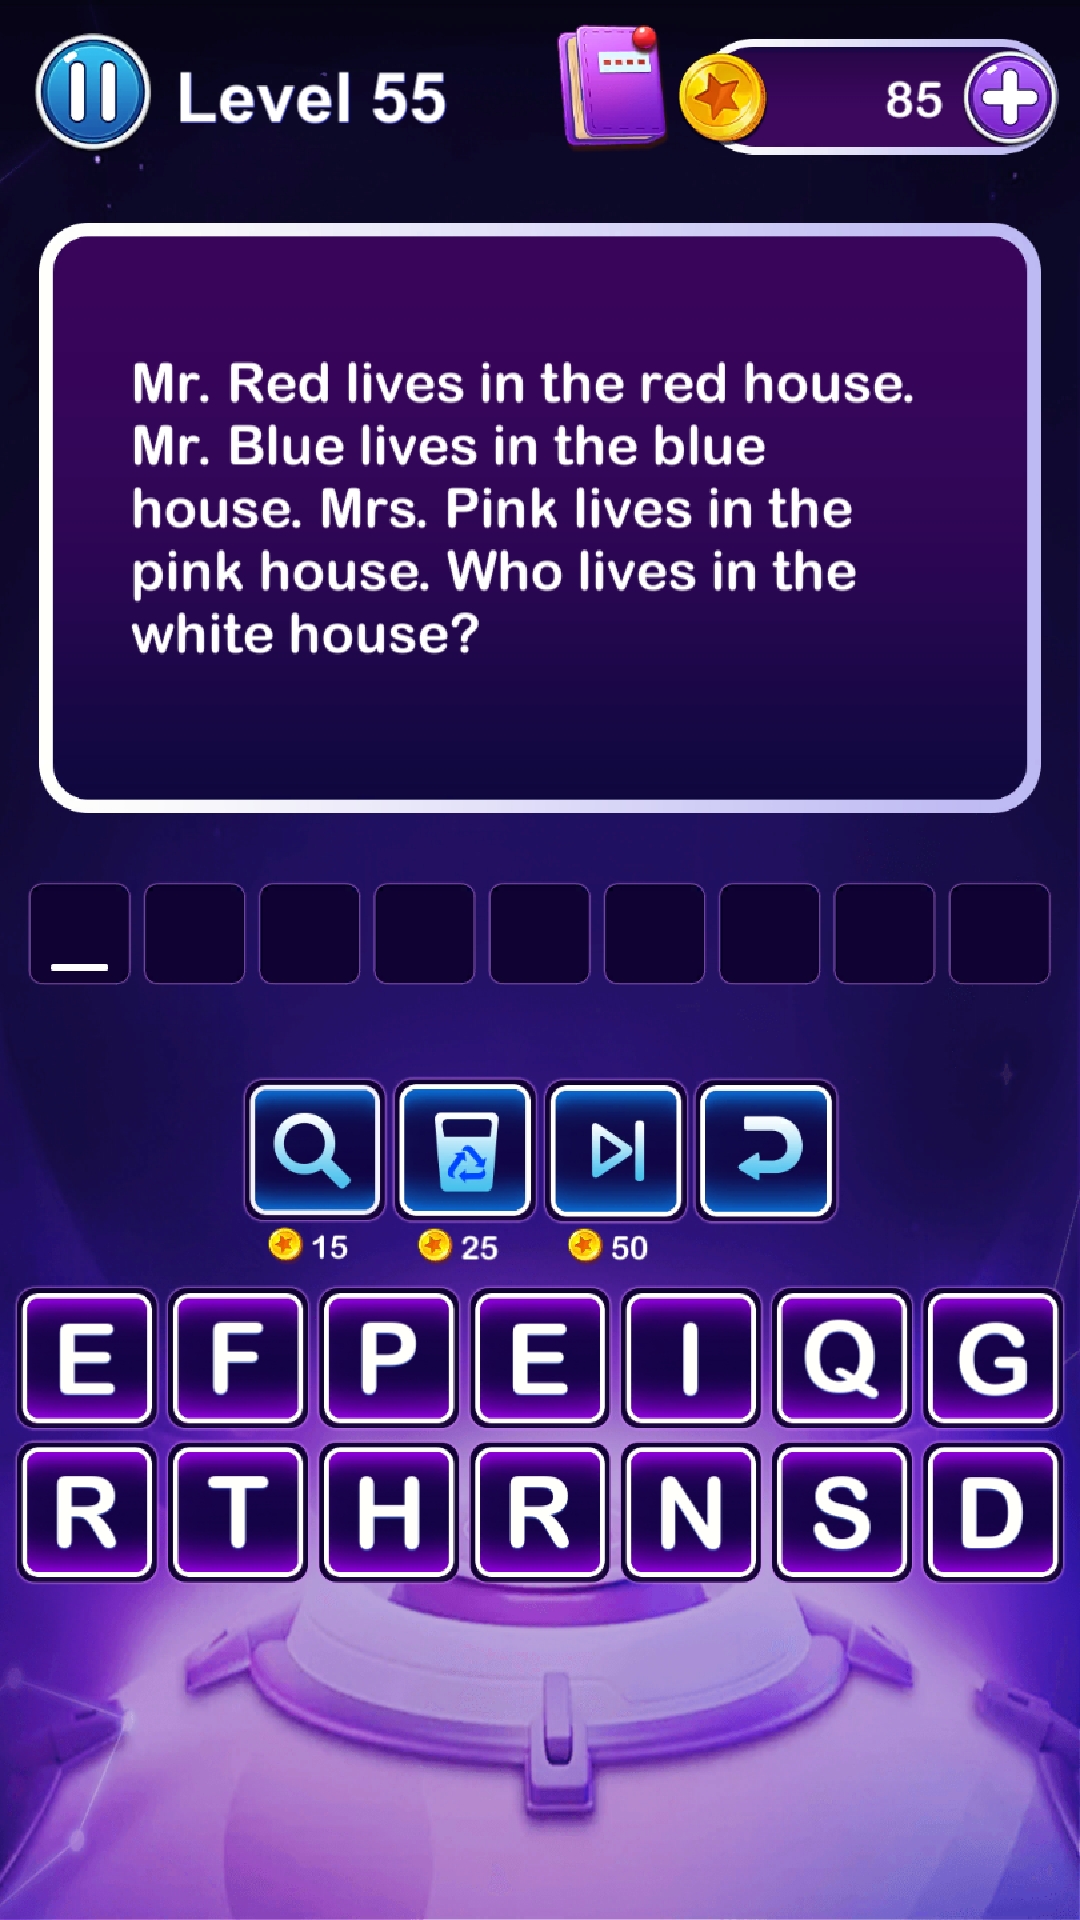 Level 55
85
Mr. Red lives in the red house.
Mr. Blue lives in the blue
house. Mrs. Pink lives in the
pink house. Who lives in the
white house?
15 25 50
E F P E I Q G
R T H R N S D